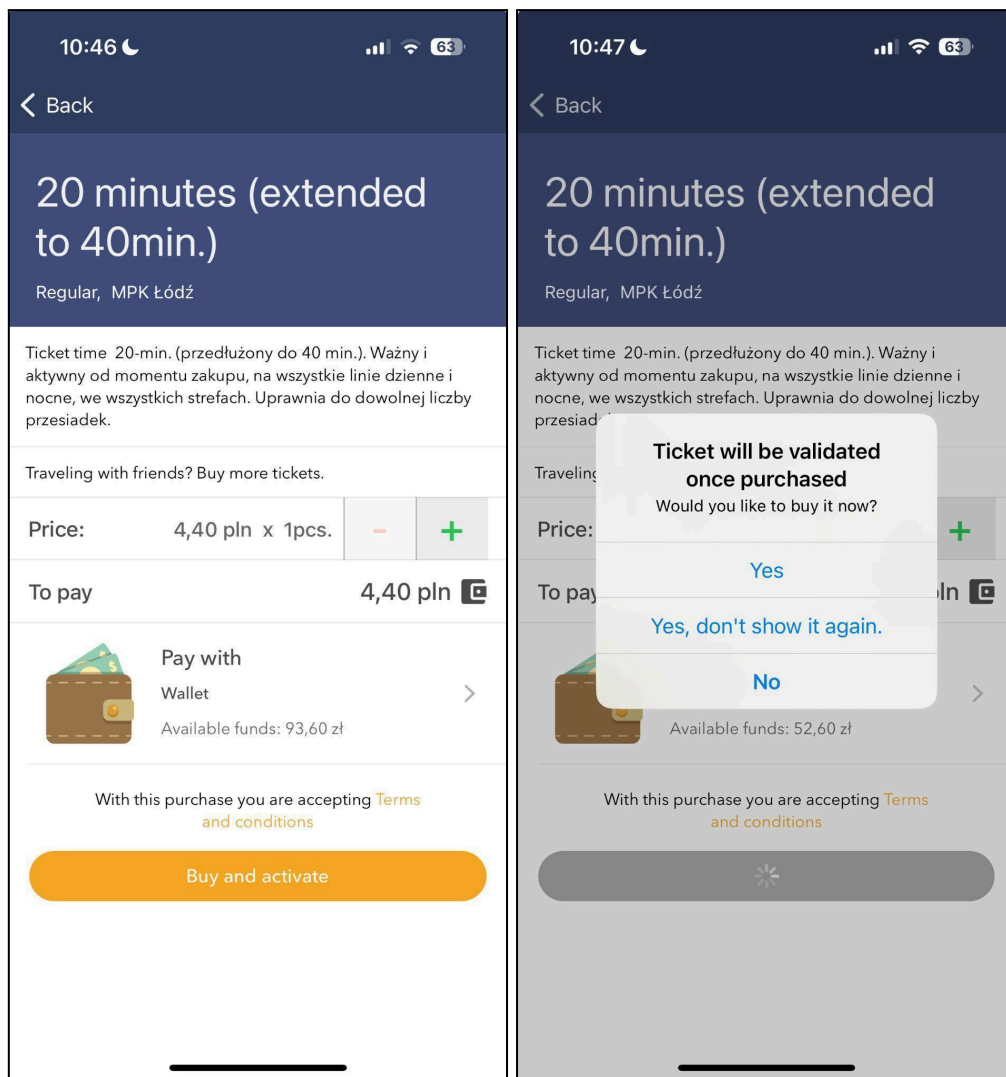 10:46
63
Back
20 minutes (extended
to 40min.)
Regular, MPK Łódź
Ticket time 20-min. (przedłużony do 40 min.). Ważny i
aktywny od momentu zakupu, na wszystkie linie dzienne i
nocne, we wszystkich strefach. Uprawnia do dowolnej liczby
przesiadek.
Traveling with friends? Buy more tickets.
Price: 4,40 pln x 1pcs. - +
To pay 4,40 pln
Pay with
Wallet
Available funds: 93,60 zł
With this purchase you are accepting Terms
and conditions
Buy and activate
10:47
63
Back
20 minutes (extended
to 40min.)
Regular, MPK Łódź
Ticket time 20-min. (przedłużony do 40 min.). Ważny i
aktywny od momentu zakupu, na wszystkie linie dzienne i
nocne, we wszystkich strefach. Uprawnia do dowolnej liczby
przesiad
Traveling
Price: +
To pay ln
Ticket will be validated
once purchased
Would you like to buy it now?
Yes
Yes, don't show it again.
No
Available funds: 52,60 zł
With this purchase you are accepting Terms
and conditions